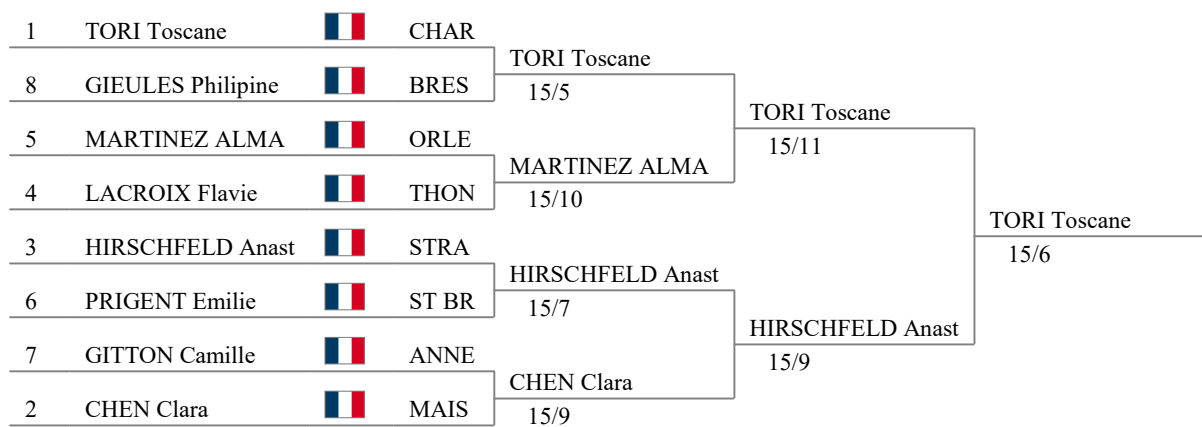 1 TORI Toscane CHAR
TORI Toscane
8 GIEULES Philipine BRES
15/5
TORI Toscane
5 MARTINEZ ALMA ORLE
15/11
MARTINEZ ALMA
4 LACROIX Flavie THON
15/10
TORI Toscane
3 HIRSCHFELD Anast STRA
15/6
HIRSCHFELD Anast
6 PRIGENT Emilie ST BR
15/7
HIRSCHFELD Anast
7 GITTON Camille ANNE
15/9
CHEN Clara
2 CHEN Clara MAIS
15/9